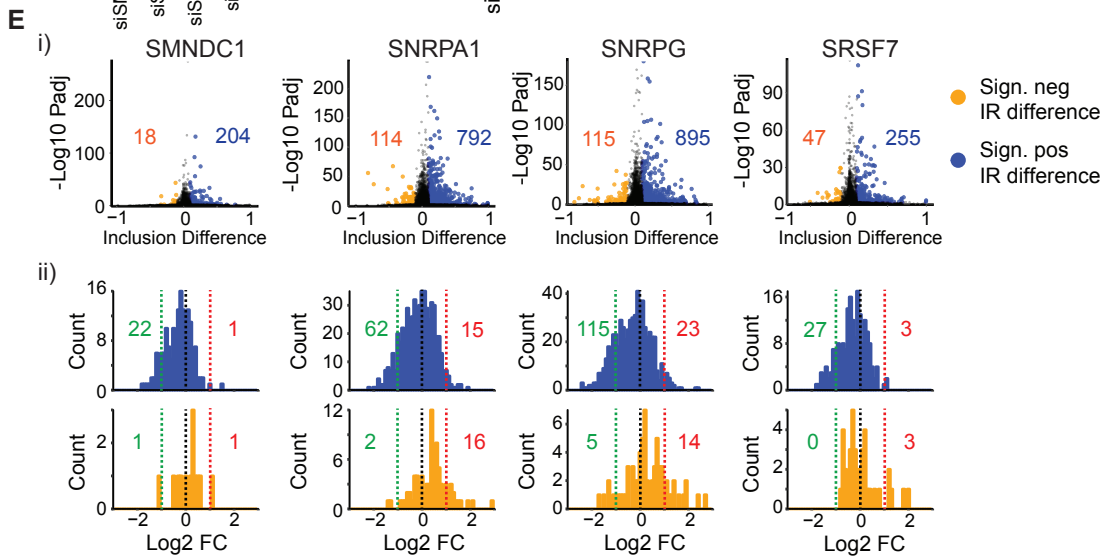 E
i)
SMNDC1 SNRPA1 SNRPG SRSF7
-Log10 Padj
200
100
0
18 204
−1 0 1
Inclusion Difference
-Log10 Padj
200
150
100
50
0
114 792
−1 0 1
Inclusion Difference
-Log10 Padj
150
100
50
0
115 895
−1 0 1
Inclusion Difference
-Log10 Padj
90
60
30
0
47 255
−1 0 1
Inclusion Difference
Sign. neg
IR difference
Sign. pos
IR difference
ii)
Count
16
8
0
22 1
Count
30
20
10
0
62 15
Count
40
20
0
115 23
Count
16
8
0
27 3
Count
2
0
1 1
−2 0 2
Log2 FC
Count
12
9
6
3
0
2 16
−2 0 2
Log2 FC
Count
6
4
2
0
5 14
−2 0 2
Log2 FC
Count
4
2
0
0 3
−2 0 2
Log2 FC